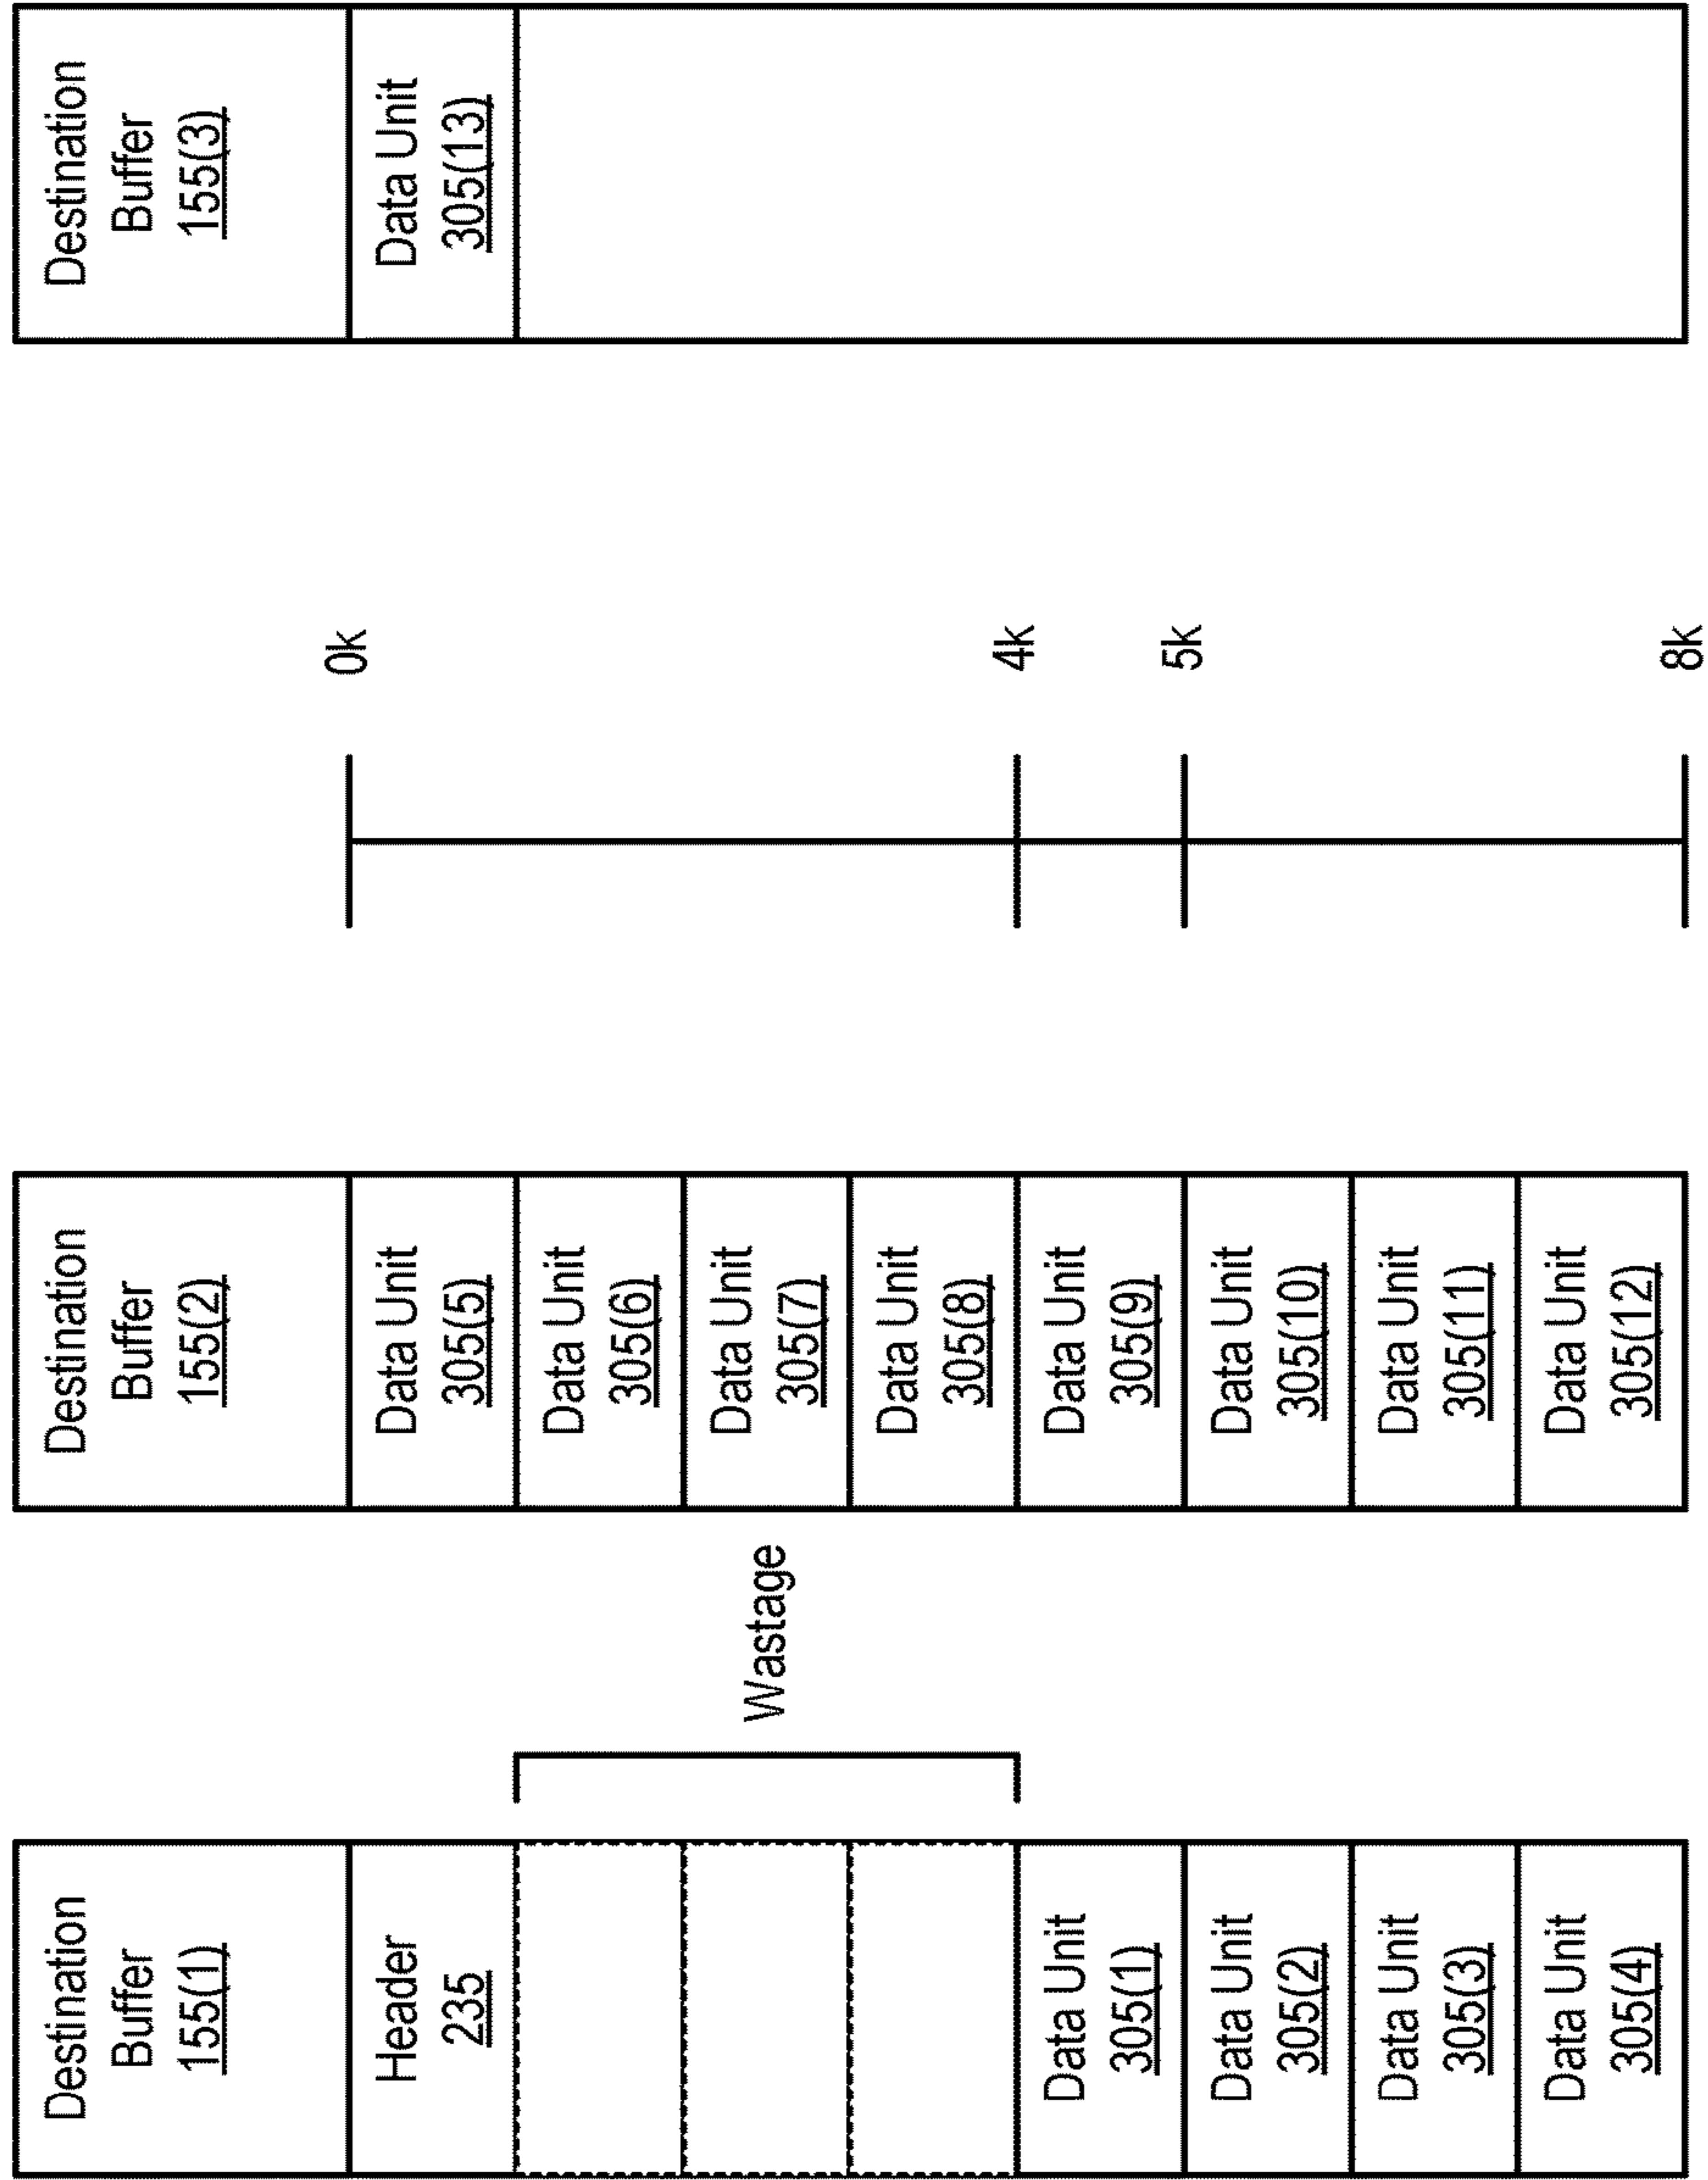 Destination
Buffer
155(1)
Header
235
Data Unit
305(1)
Data Unit
305(2)
Data Unit
305(3)
Data Unit
305(4)
Wastage
Destination
Buffer
155(2)
Data Unit
305(5)
Data Unit
305(6)
Data Unit
305(7)
Data Unit
305(8)
Data Unit
305(9)
Data Unit
305(10)
Data Unit
305(11)
Data Unit
305(12)
0k
4k
5k
8k
Destination
Buffer
155(3)
Data Unit
305(13)